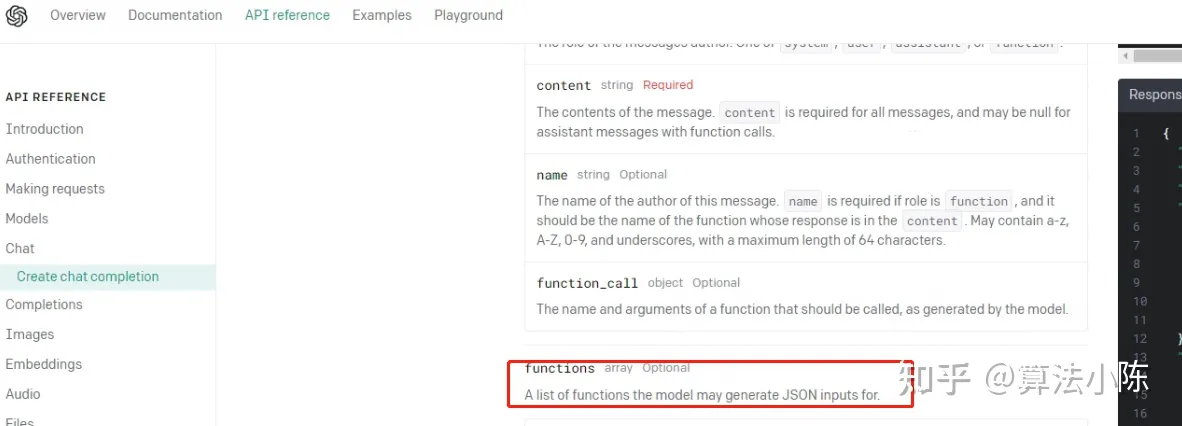 Overview Documentation API reference Examples Playground
API REFERENCE
Introduction
Authentication
Making requests
Models
Chat
Create chat completion
Completions
Images
Embeddings
Audio
Files
The role of the messages author. One of system, user, assistant, or function.
content string Required
The contents of the message. content is required for all messages, and may be null for
assistant messages with function calls.
name string Optional
The name of the author of this message. name is required if role is function, and it
should be the name of the function whose response is in the content. May contain a-z,
A-Z, 0-9, and underscores, with a maximum length of 64 characters.
function_call object Optional
The name and arguments of a function that should be called, as generated by the model.
functions array Optional
A list of functions the model may generate JSON inputs for.
Respons
1 {
2 "
3 "
4 "
5 "
6
7
8
9
10
11
12 }
13 "
15
16
知乎 @算法小陈